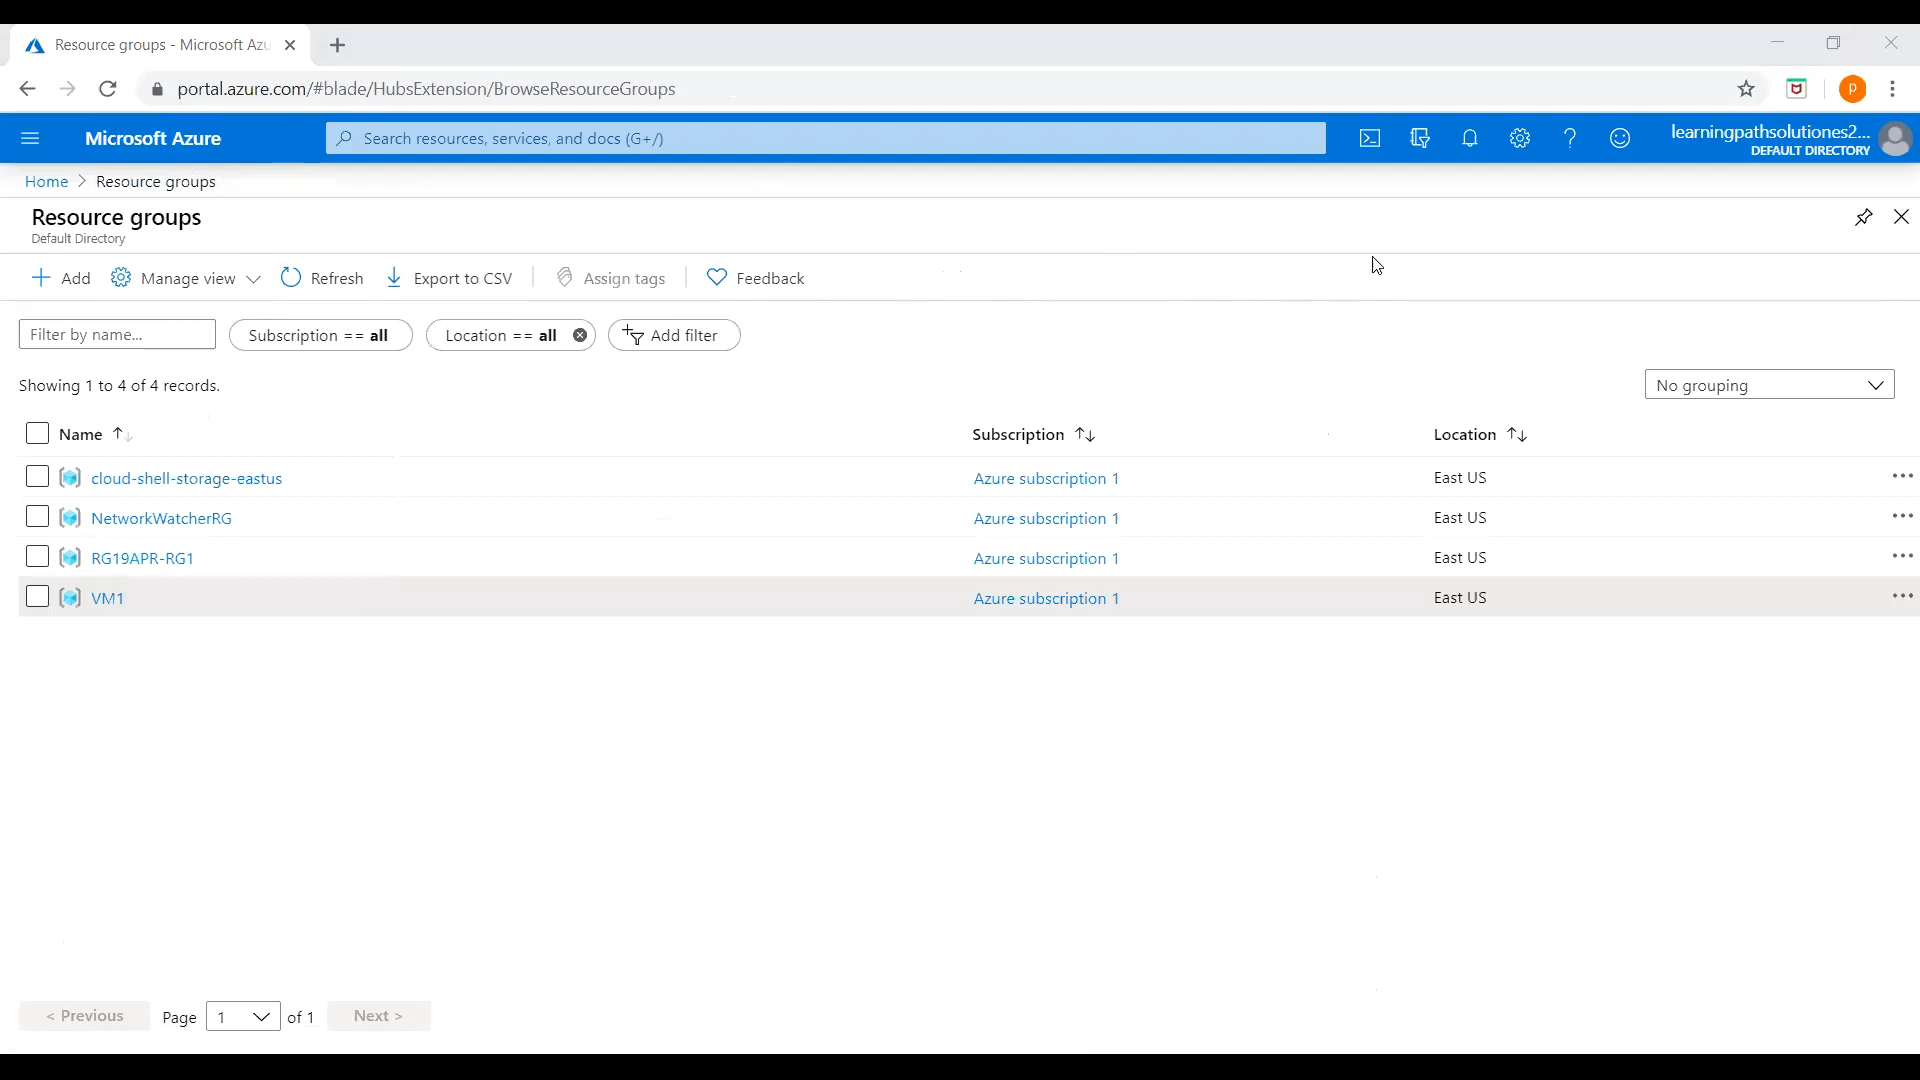 Resource groups - Microsoft Azu
portal.azure.com/#blade/HubsExtension/BrowseResourceGroups
P
Microsoft Azure
Search resources, services, and docs (G+/)
learningpathsolutiones2...
DEFAULT DIRECTORY
Home > Resource groups
Resource groups
Default Directory
Add Manage view Refresh Export to CSV Assign tags Feedback
Filter by name... Subscription == all Location == all Add filter
Showing 1 to 4 of 4 records. No grouping
Name Subscription Location
cloud-shell-storage-eastus Azure subscription 1 East US
NetworkWatcherRG Azure subscription 1 East US
RG19APR-RG1 Azure subscription 1 East US
VM1 Azure subscription 1 East US
< Previous Page 1 of 1 Next >